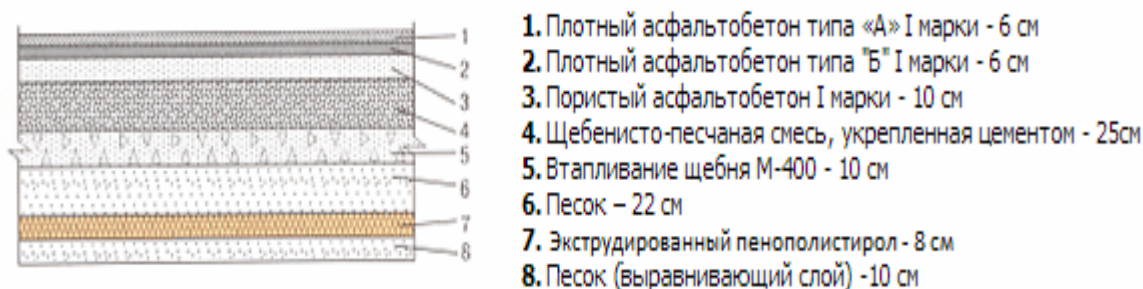 1
2
3
4
5
6
7
8
1. Плотный асфальтобетон типа «А» I марки - 6 см
2. Плотный асфальтобетон типа "Б" I марки - 6 см
3. Пористый асфальтобетон I марки - 10 см
4. Щебенисто-песчаная смесь, укрепленная цементом - 25см
5. Втапливание щебня М-400 - 10 см
6. Песок – 22 см
7. Экструдированный пенополистирол - 8 см
8. Песок (выравнивающий слой) -10 см